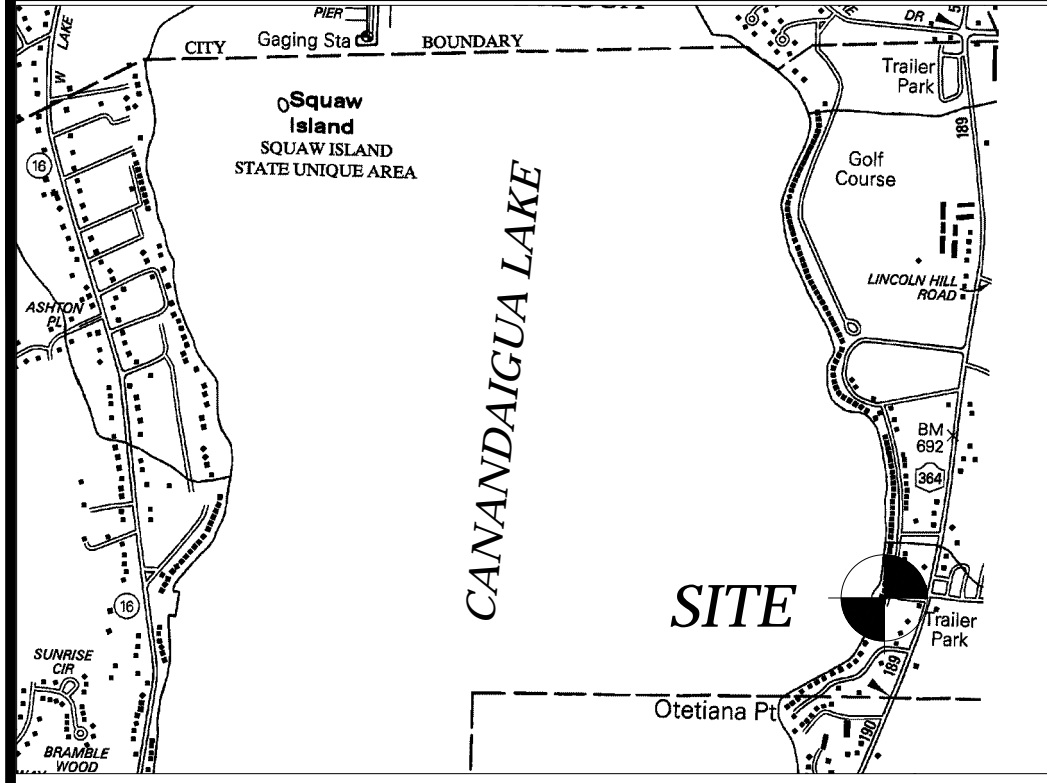 PIER
Gaging Sta
CITY
BOUNDARY
DR
LAKE
W
Trailer
Park
189
Squaw
Island
SQUAW ISLAND
STATE UNIQUE AREA
16
Golf
Course
LINCOLN HILL
ROAD
ASHTON
PL
CANANDAIGUA LAKE
BM
692
364
SITE
16
Trailer
Park
SUNRISE
CIR
189
Otetiana Pt
190
BRAMBLE
WOOD